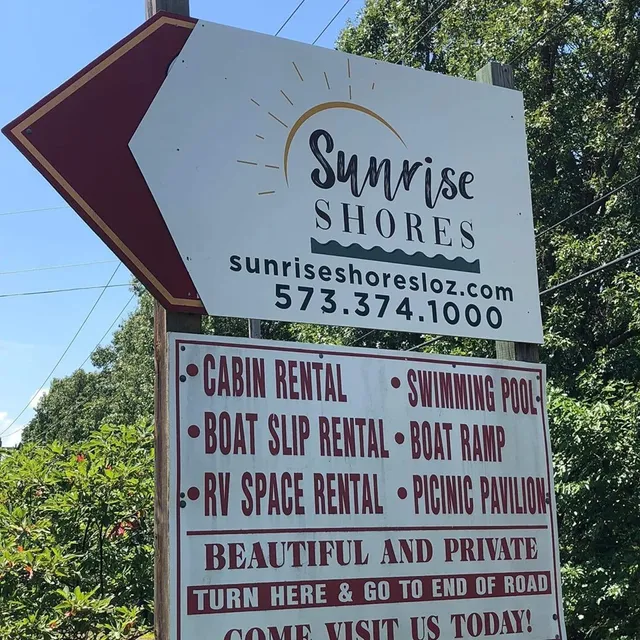 Sunrise
SHORES
sunriseshoresloz.com
573.374.1000
• CABIN RENTAL • SWIMMING POOL
• BOAT SLIP RENTAL • BOAT RAMP
• RV SPACE RENTAL • PICINIC PAVILION
BEAUTIFUL AND PRIVATE
TURN HERE & GO TO END OF ROAD
COME VISIT US TODAY!